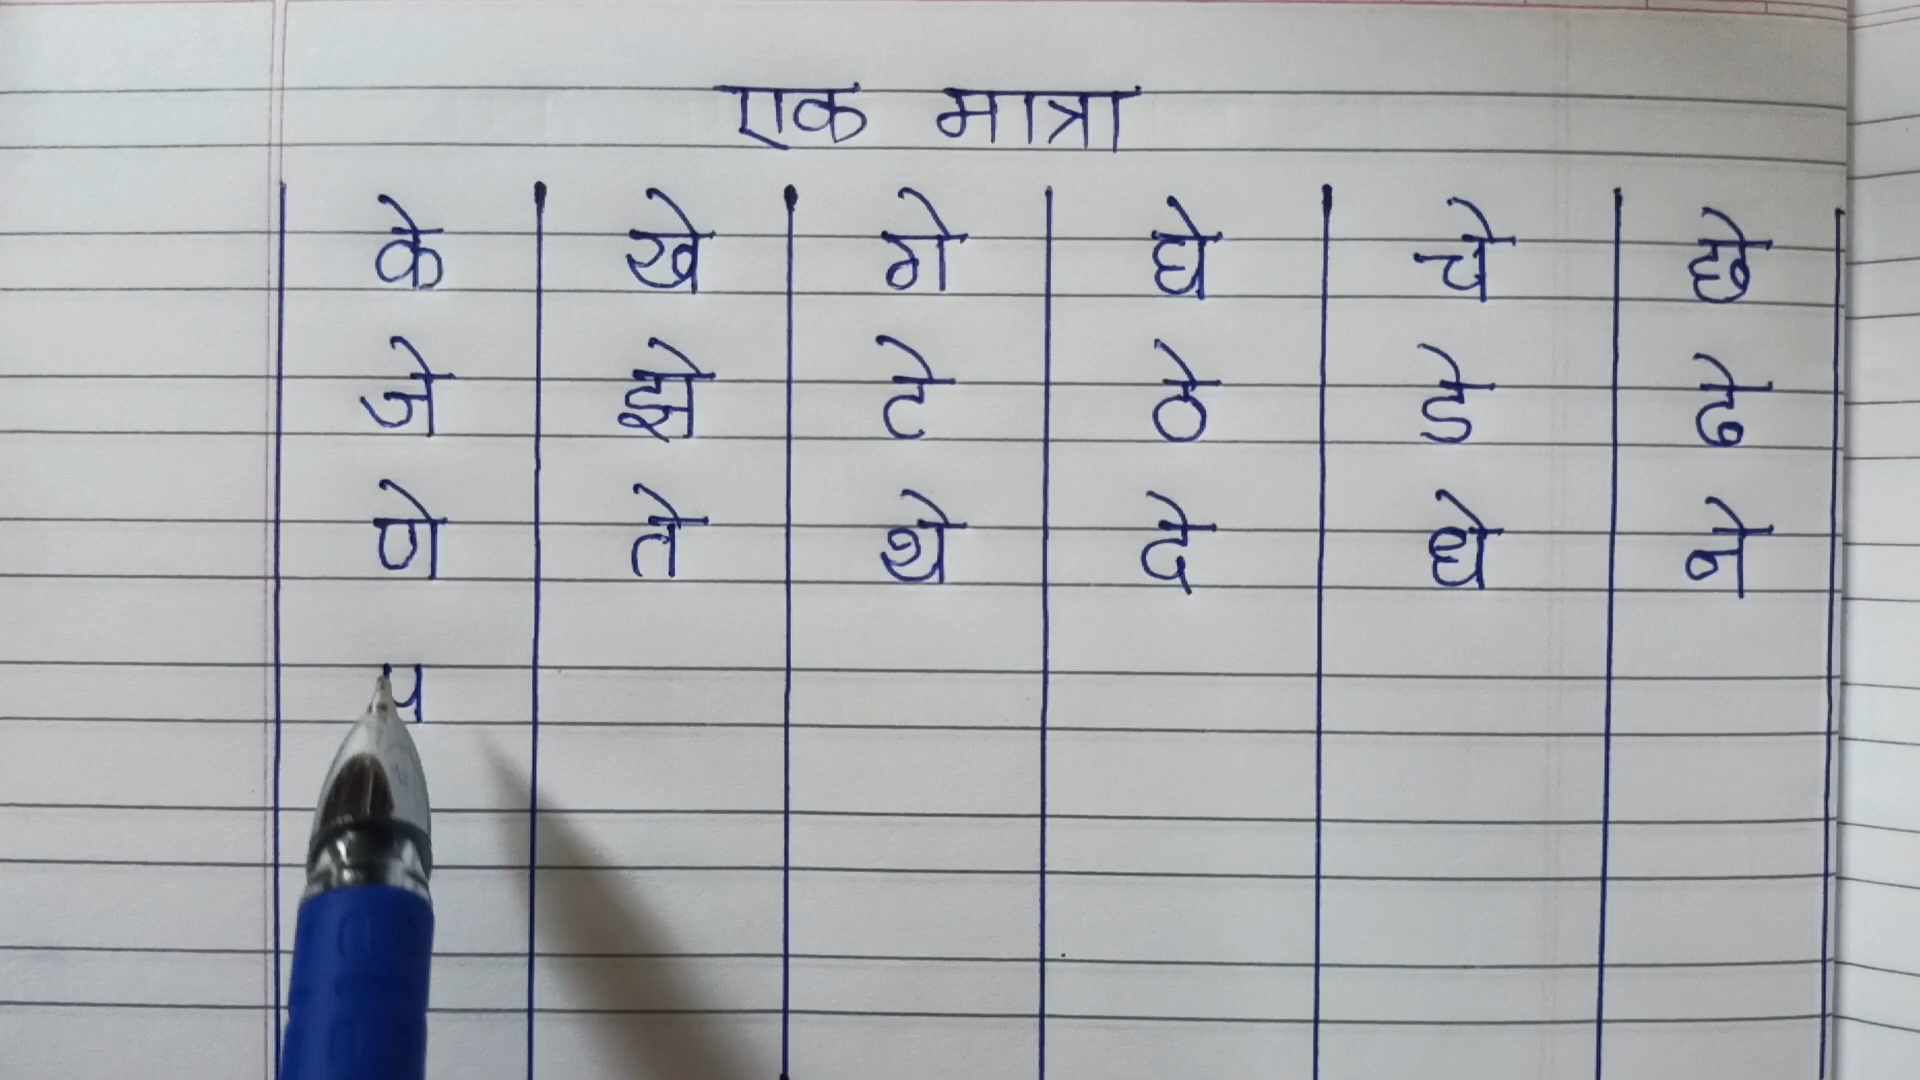 एक मात्रा
के खे गे घे चे छे
जे झे टे ठे डे ढे
णे ते थे दे धे ने
प